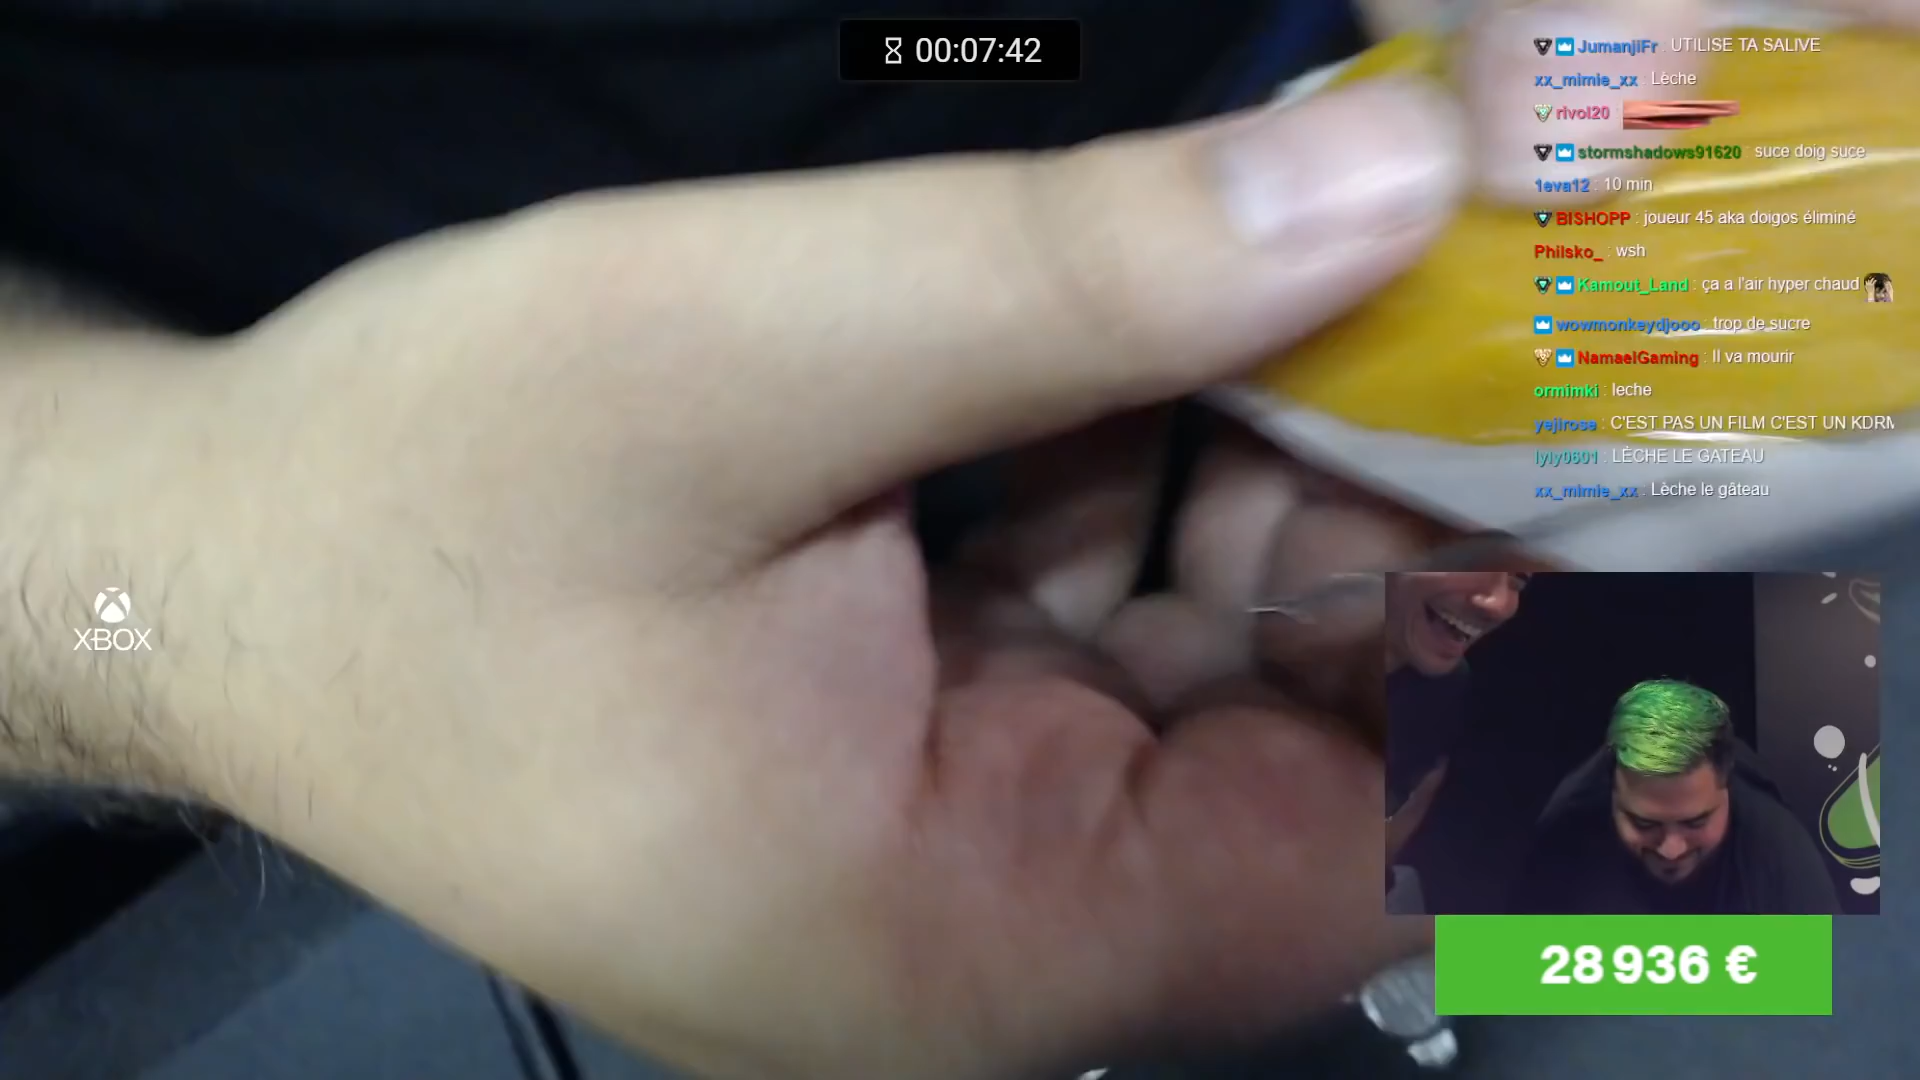 00:07:42
JumanjiFr : UTILISE TA SALIVE
xx_mimie_xx : Lèche
rivol20 :
stormshadows91620 : suce doig suce
1eva12 : 10 min
BISHOPP : joueur 45 aka doigos éliminé
Philsko_ : wsh
Kamout_Land : ça a l'air hyper chaud
wowmonkeydjooo : trop de sucre
NamaelGaming : Il va mourir
ormimki : leche
yejirose : C'EST PAS UN FILM C'EST UN KDRM
lyly0601 : LÈCHE LE GATEAU
xx_mimie_xx : Lèche le gâteau
XBOX
28 936 €